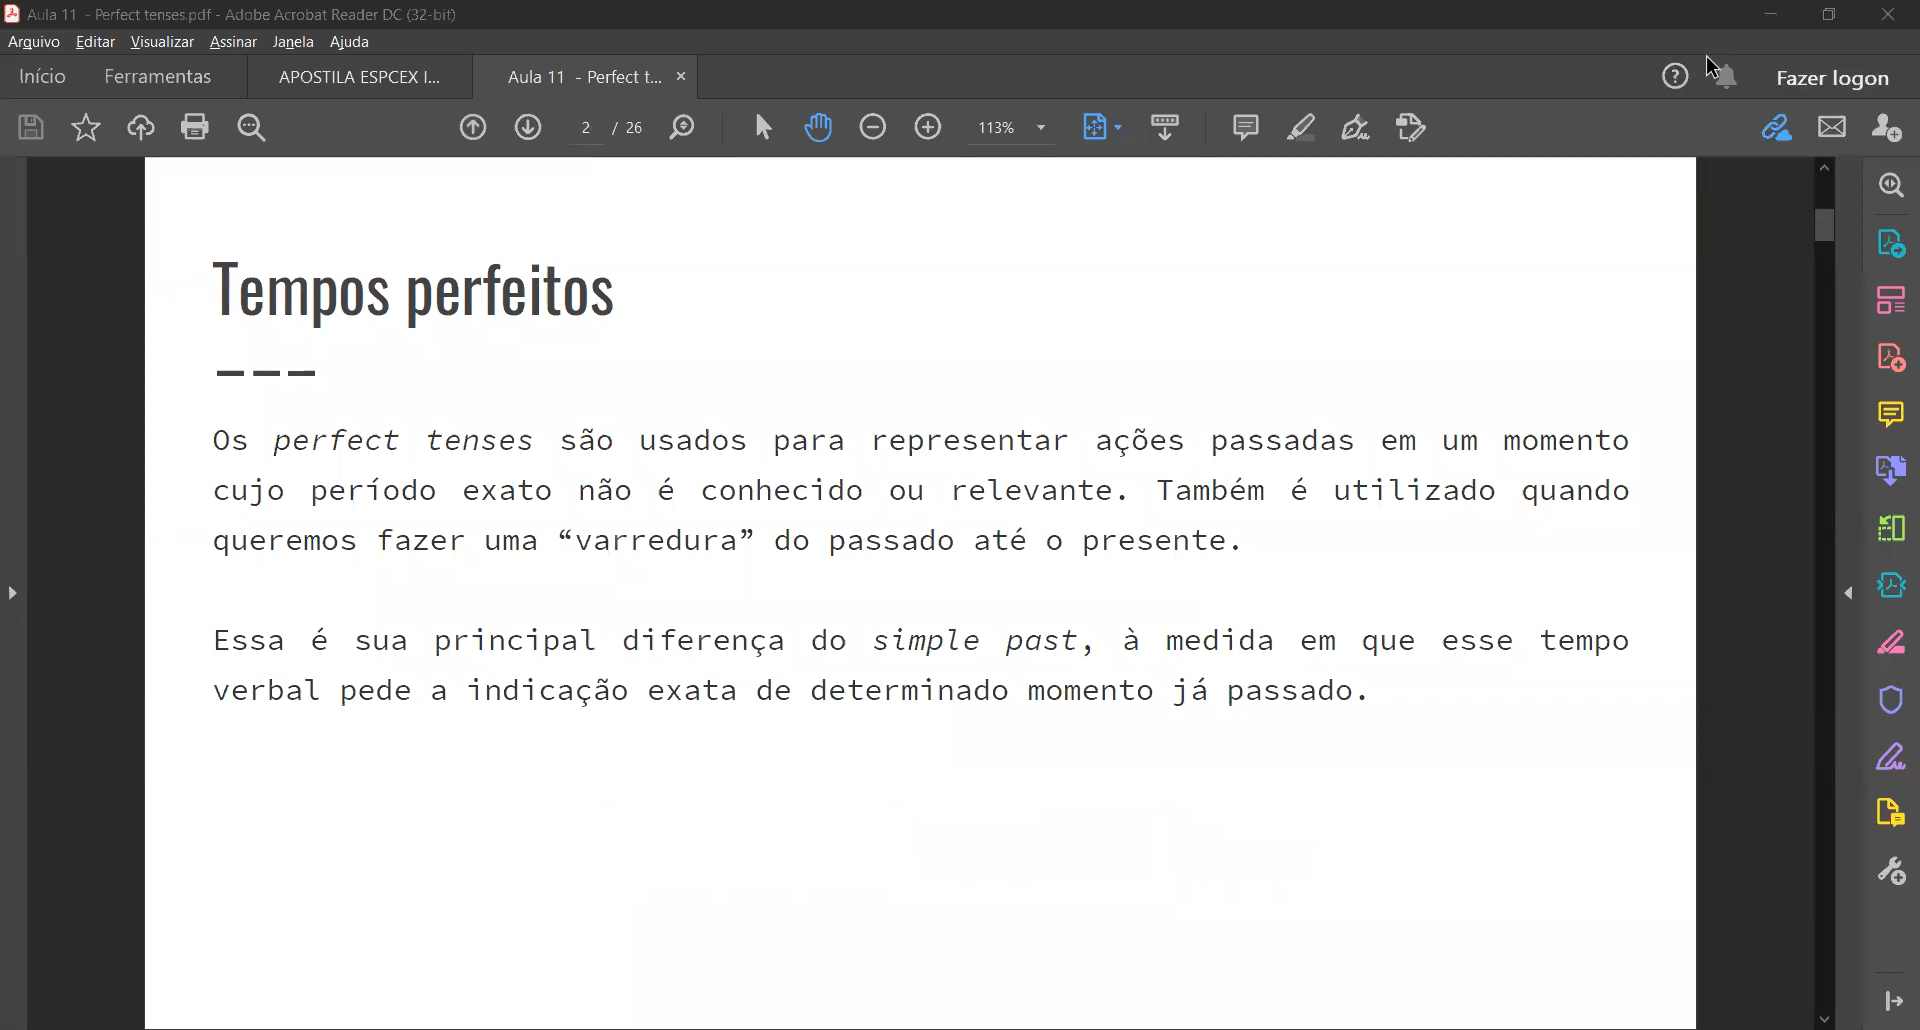 Aula 11 - Perfect tenses.pdf - Adobe Acrobat Reader DC (32-bit)
Arquivo Editar Visualizar Assinar Janela Ajuda
Início Ferramentas APOSTILA ESPCEX I... Aula 11 - Perfect t... Fazer logon
2 / 26 113%
Tempos perfeitos
Os perfect tenses são usados para representar ações passadas em um momento
cujo período exato não é conhecido ou relevante. Também é utilizado quando
queremos fazer uma “varredura” do passado até o presente.
Essa é sua principal diferença do simple past, à medida em que esse tempo
verbal pede a indicação exata de determinado momento já passado.